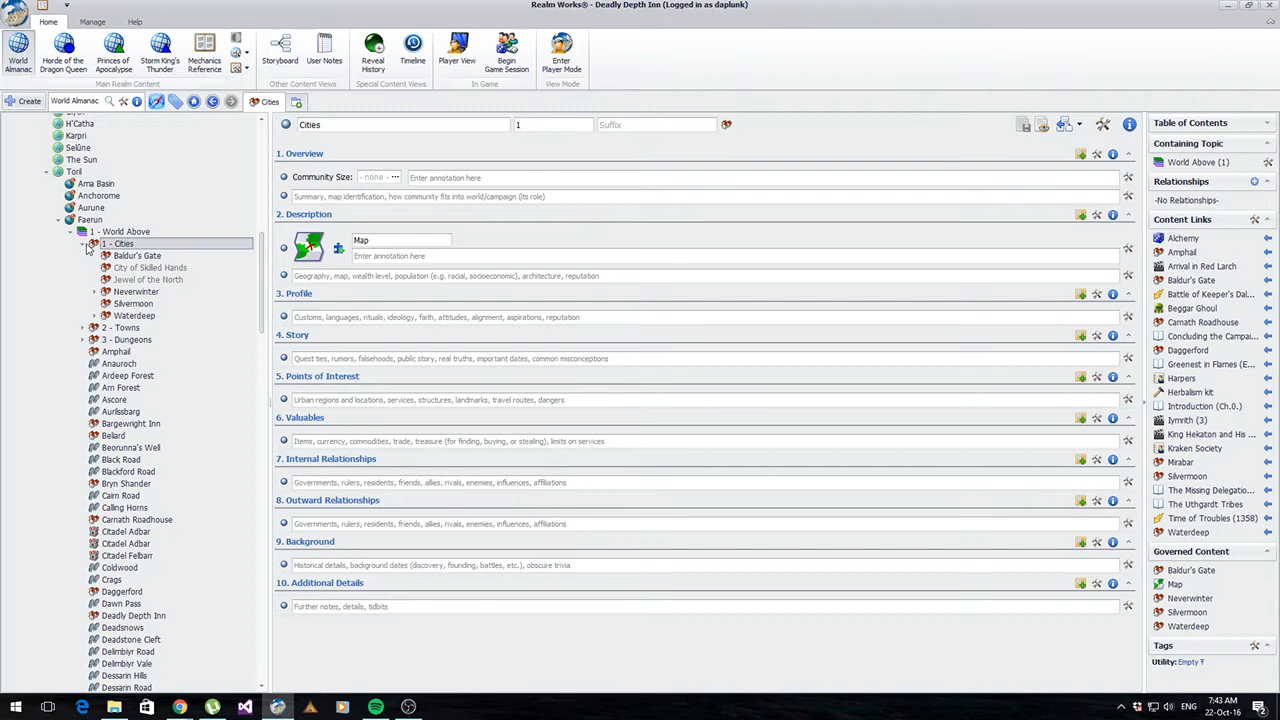 Realm Works® - Deadly Depth Inn (Logged in as daplunk)
Home
Manage
Help
World Almanac
Horde of the Dragon Queen
Princes of Apocalypse
Storm King's Thunder
Mechanics Reference
Storyboard
User Notes
Reveal History
Timeline
Player View
Begin Game Session
Enter Player Mode
Main Realm Content
Other Content Views
Special Content Views
In Game
View Mode
Create
World Almanac
Cities
H'Catha
Karpri
Selûne
The Sun
Toril
Ama Basin
Anchorome
Aurune
Faerun
1 - World Above
1 - Cities
Baldur's Gate
City of Skilled Hands
Jewel of the North
Neverwinter
Silvermoon
Waterdeep
2 - Towns
3 - Dungeons
Amphail
Anauroch
Ardeep Forest
Arn Forest
Ascore
Aurilssbarg
Bargewright Inn
Beliard
Beorunna's Well
Black Road
Blackford Road
Bryn Shander
Cairn Road
Calling Horns
Carnath Roadhouse
Citadel Adbar
Citadel Adbar
Citadel Felbarr
Coldwood
Crags
Daggerford
Dawn Pass
Deadly Depth Inn
Deadsnows
Deadstone Cleft
Delimbiyr Road
Delimbiyr Vale
Dessarin Hills
Dessarin Road
Cities
1
Suffix
1. Overview
Community Size:
- none -
Enter annotation here
Summary, map identification, how community fits into world/campaign (its role)
2. Description
Map
Enter annotation here
Geography, map, wealth level, population (e.g. racial, socioeconomic), architecture, reputation
3. Profile
Customs, languages, rituals, ideology, faith, attitudes, alignment, aspirations, reputation
4. Story
Quest ties, rumors, falsehoods, public story, real truths, important dates, common misconceptions
5. Points of Interest
Urban regions and locations, services, structures, landmarks, travel routes, dangers
6. Valuables
Items, currency, commodities, trade, treasure (for finding, buying, or stealing), limits on services
7. Internal Relationships
Governments, rulers, residents, friends, allies, rivals, enemies, influences, affiliations
8. Outward Relationships
Governments, rulers, residents, friends, allies, rivals, enemies, influences, affiliations
9. Background
Historical details, background dates (discovery, founding, battles, etc.), obscure trivia
10. Additional Details
Further notes, details, tidbits
Table of Contents
Containing Topic
World Above (1)
Relationships
-No Relationships-
Content Links
Alchemy
Amphail
Arrival in Red Larch
Baldur's Gate
Battle of Keeper's Dal...
Beggar Ghoul
Carnath Roadhouse
Concluding the Campai...
Daggerford
Greenest in Flames (E...
Harpers
Herbalism kit
Introduction (Ch.0.)
Iymrith (3)
King Hekaton and His ...
Kraken Society
Mirabar
Silvermoon
The Missing Delegatio...
The Uthgardt Tribes
Time of Troubles (1358)
Waterdeep
Governed Content
Baldur's Gate
Map
Neverwinter
Silvermoon
Waterdeep
Tags
Utility: Empty
ENG
7:43 AM
22-Oct-16